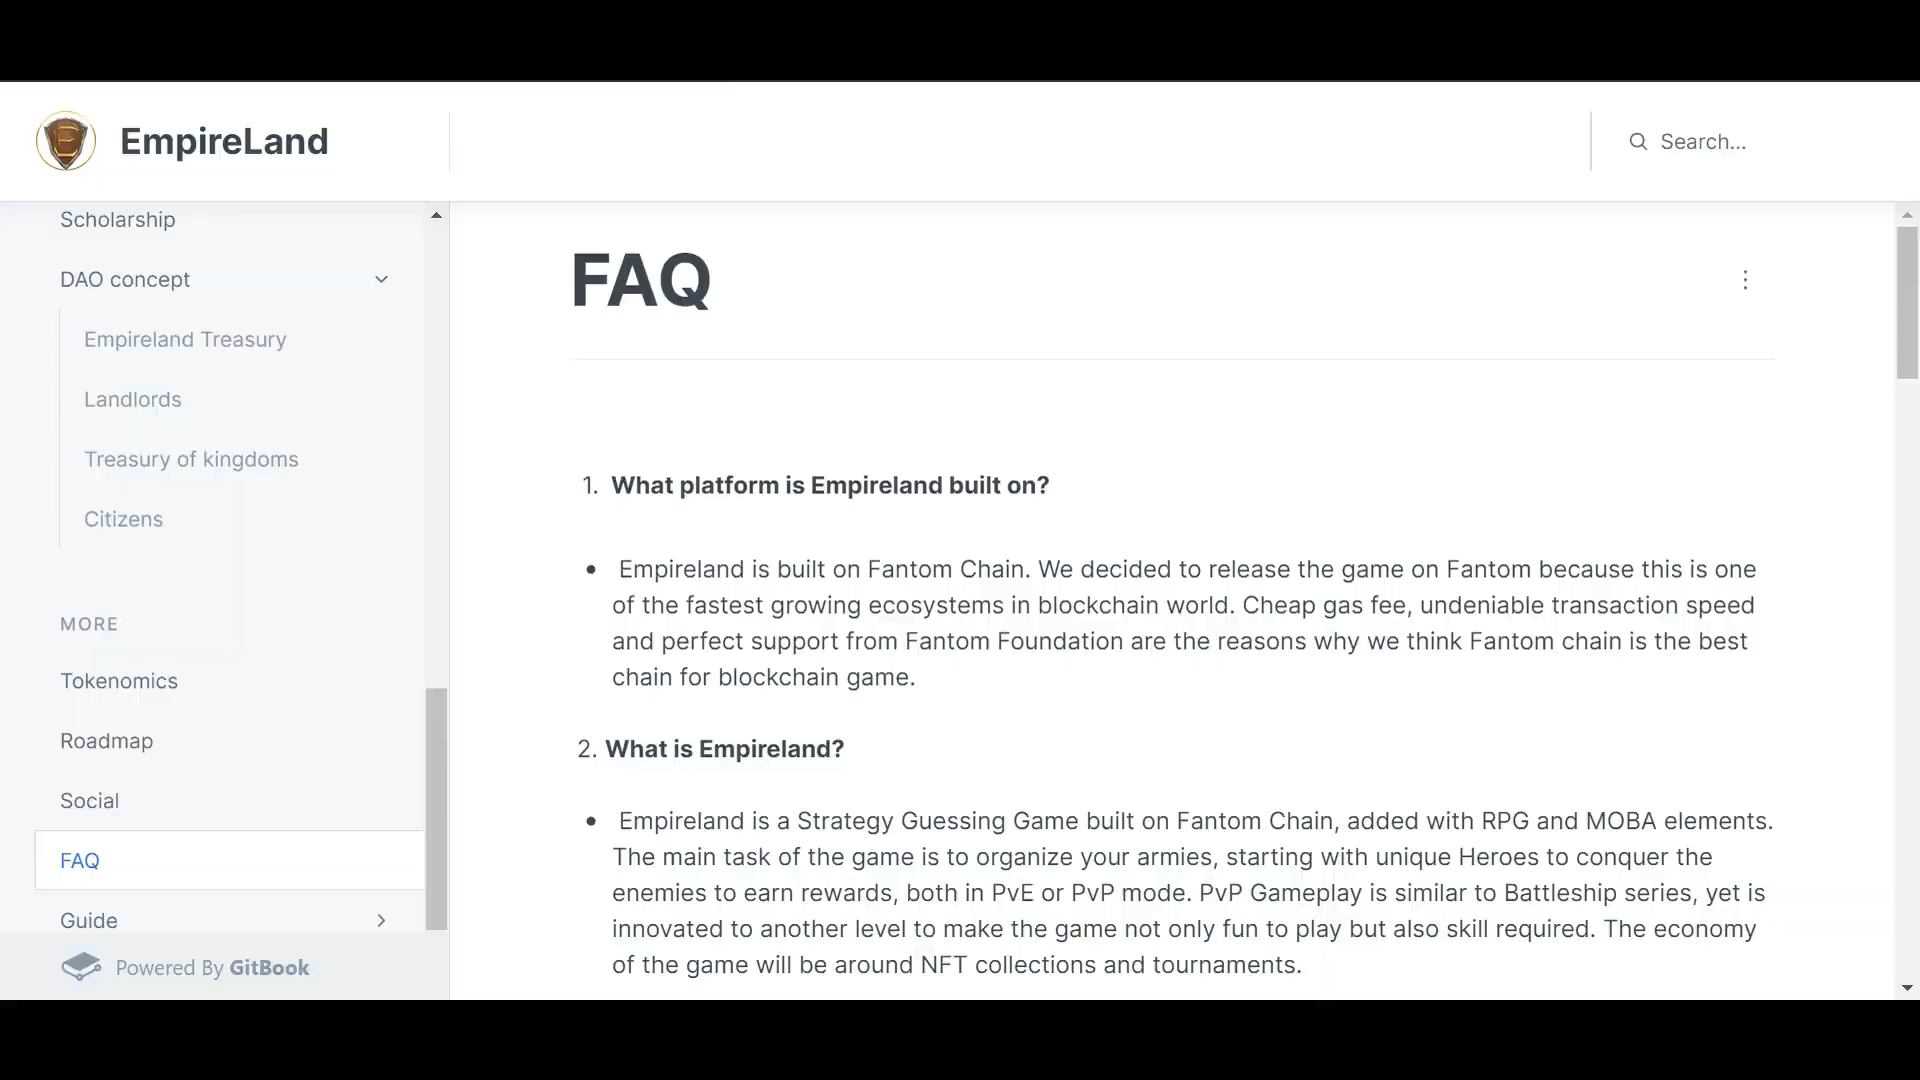 EmpireLand
Search...
Scholarship
DAO concept
Empireland Treasury
Landlords
Treasury of kingdoms
Citizens
MORE
Tokenomics
Roadmap
Social
FAQ
Guide
Powered By GitBook
FAQ
1. What platform is Empireland built on?
• Empireland is built on Fantom Chain. We decided to release the game on Fantom because this is one
of the fastest growing ecosystems in blockchain world. Cheap gas fee, undeniable transaction speed
and perfect support from Fantom Foundation are the reasons why we think Fantom chain is the best
chain for blockchain game.
2. What is Empireland?
• Empireland is a Strategy Guessing Game built on Fantom Chain, added with RPG and MOBA elements.
The main task of the game is to organize your armies, starting with unique Heroes to conquer the
enemies to earn rewards, both in PvE or PvP mode. PvP Gameplay is similar to Battleship series, yet is
innovated to another level to make the game not only fun to play but also skill required. The economy
of the game will be around NFT collections and tournaments.